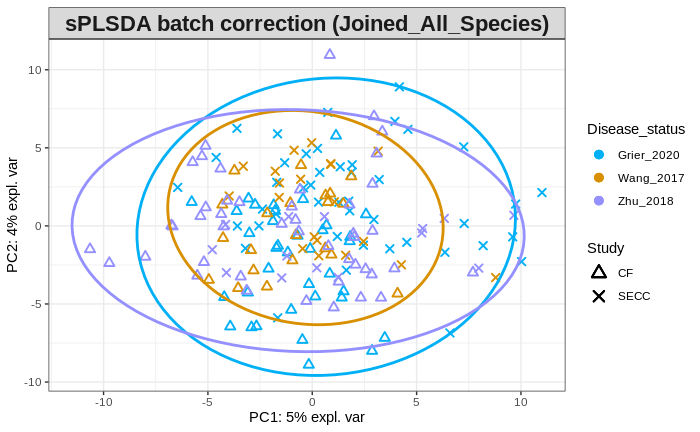 sPLSDA batch correction (Joined_All_Species)
PC2: 4% expl. var
10
5
0
-5
-10
-10
-5
0
5
10
PC1: 5% expl. var
Disease_status
Grier_2020
Wang_2017
Zhu_2018
Study
CF
SECC